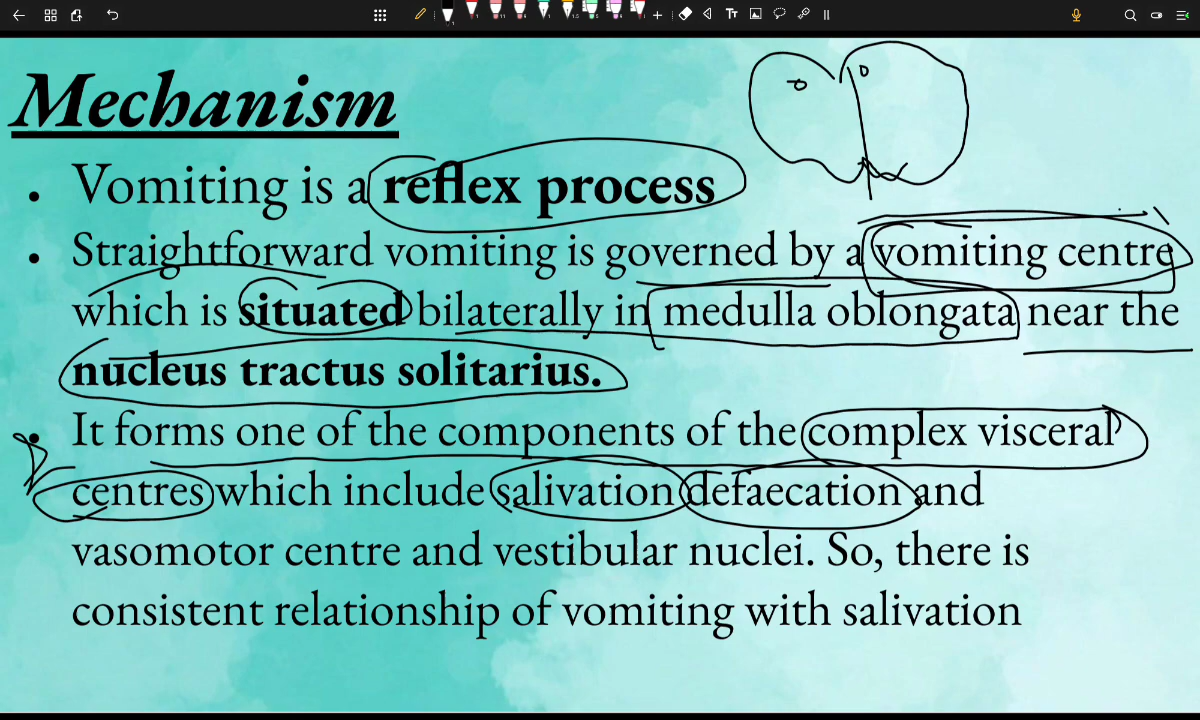 Mechanism
• Vomiting is a reflex process
• Straightforward vomiting is governed by a vomiting centre
which is situated bilaterally in medulla oblongata near the
nucleus tractus solitarius.
• It forms one of the components of the complex visceral
centres which include salivation defaecation and
vasomotor centre and vestibular nuclei. So, there is
consistent relationship of vomiting with salivation